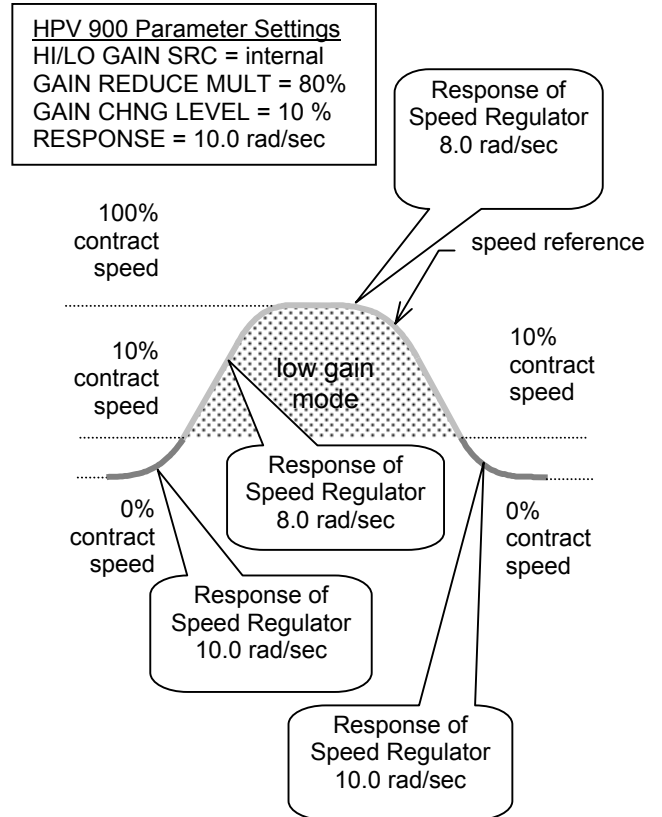 HPV 900 Parameter Settings
HI/LO GAIN SRC = internal
GAIN REDUCE MULT = 80%
GAIN CHNG LEVEL = 10 %
RESPONSE = 10.0 rad/sec
Response of
Speed Regulator
8.0 rad/sec
100%
contract
speed
speed reference
10%
contract
speed
low gain
mode
10%
contract
speed
Response of
Speed Regulator
8.0 rad/sec
0%
contract
speed
0%
contract
speed
Response of
Speed Regulator
10.0 rad/sec
Response of
Speed Regulator
10.0 rad/sec